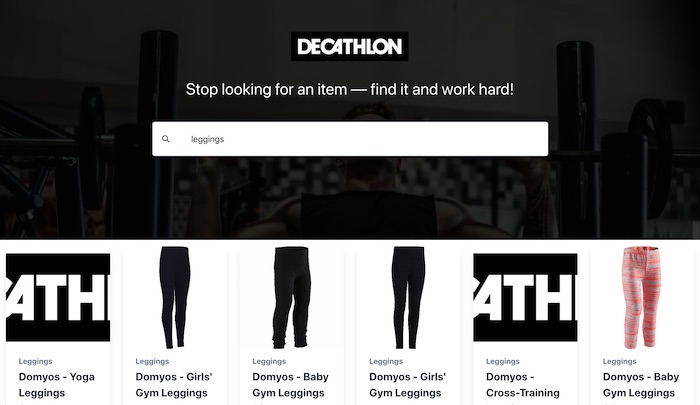 DECATHLON
Stop looking for an item — find it and work hard!
leggings
ATHL
ATHL
Leggings
Domyos - Yoga
Leggings
Leggings
Domyos - Girls'
Gym Leggings
Leggings
Domyos - Baby
Gym Leggings
Leggings
Domyos - Girls'
Gym Leggings
Leggings
Domyos -
Cross-Training
Leggings
Domyos - Baby
Gym Leggings